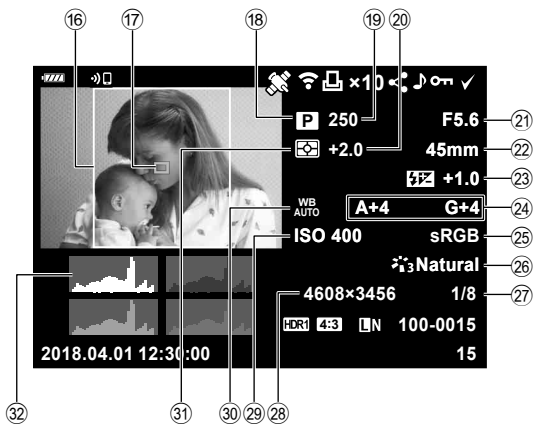 ⑯ ⑰ ⑱ ⑲ ⑳
×10
P 250 F5.6 ㉑
+2.0 45mm ㉒
+1.0 ㉓
WB AUTO A+4 G+4 ㉔
ISO 400 sRGB ㉕
3 Natural ㉖
4608×3456 1/8 ㉗
HDR1 4:3 LN 100-0015
2018.04.01 12:30:00 15
㉜ ㉛ ㉚ ㉙ ㉘